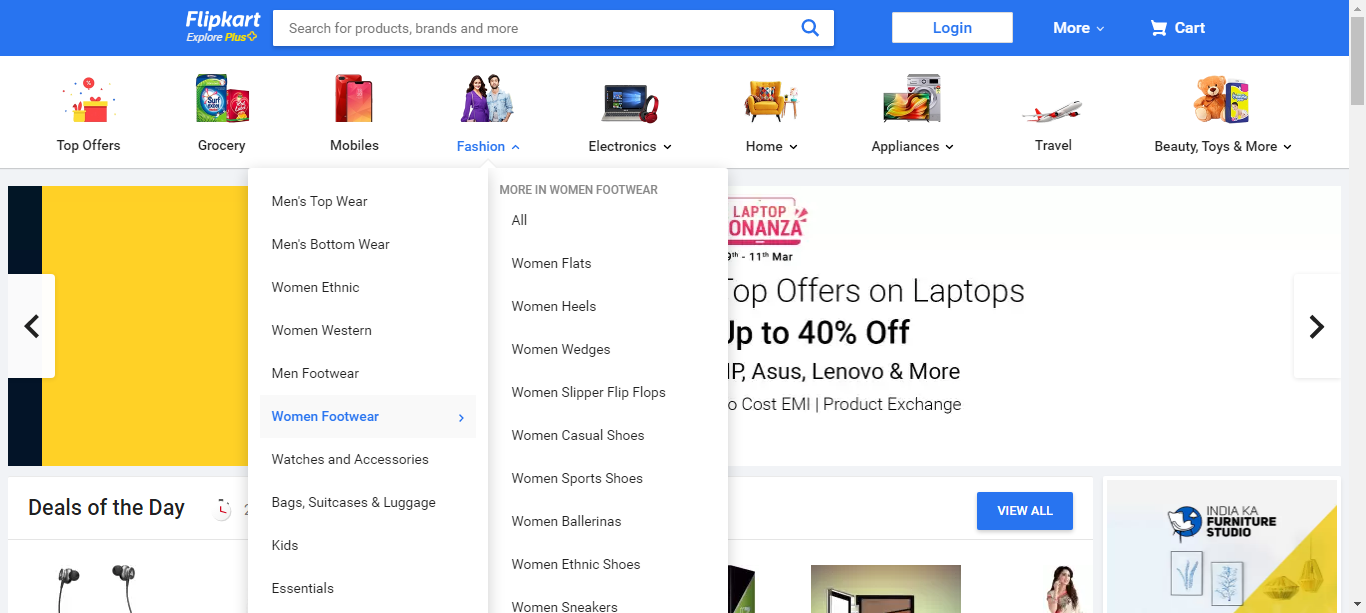 Flipkart
Explore Plus
Search for products, brands and more
Login
More
Cart
Top Offers
Grocery
Mobiles
Fashion
Electronics
Home
Appliances
Travel
Beauty, Toys & More
Men's Top Wear
Men's Bottom Wear
Women Ethnic
Women Western
Men Footwear
Women Footwear
Watches and Accessories
Bags, Suitcases & Luggage
Kids
Essentials
MORE IN WOMEN FOOTWEAR
All
Women Flats
Women Heels
Women Wedges
Women Slipper Flip Flops
Women Casual Shoes
Women Sports Shoes
Women Ballerinas
Women Ethnic Shoes
Women Sneakers
LAPTOP
ONANZA
9th - 11th Mar
Top Offers on Laptops
Up to 40% Off
HP, Asus, Lenovo & More
o Cost EMI | Product Exchange
Deals of the Day
2
VIEW ALL
INDIA KA
FURNITURE
STUDIO
Surf
excel